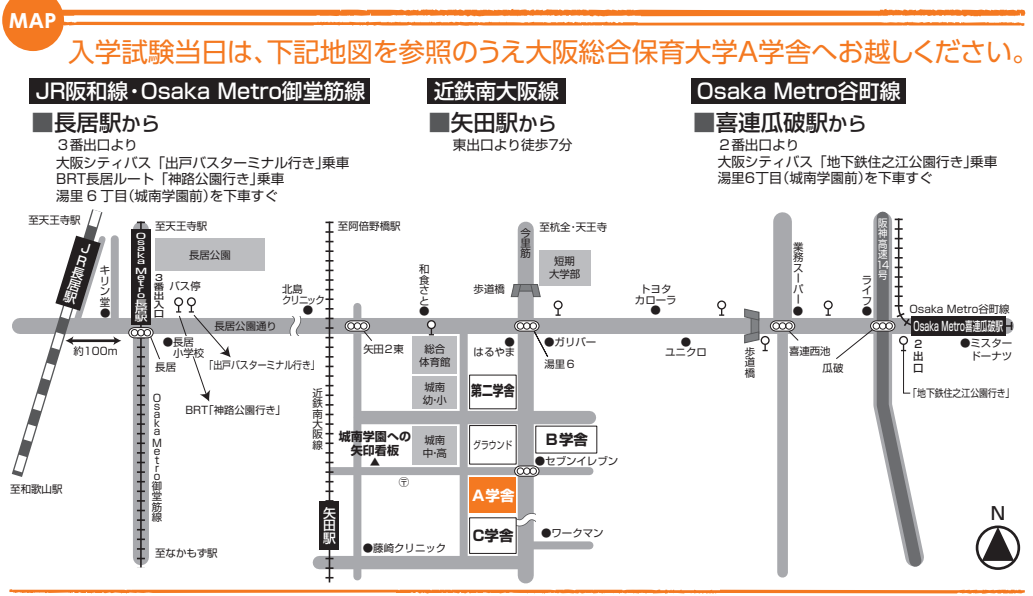 MAP
入学試験当日は、下記地図を参照のうえ大阪総合保育大学A学舎へお越しください。
JR阪和線・Osaka Metro御堂筋線
■長居駅から
3番出口より
大阪シティバス「出戸バスターミナル行き」乗車
BRT長居ルート「神路公園行き」乗車
湯里6丁目(城南学園前)を下車すぐ
近鉄南大阪線
■矢田駅から
東出口より徒歩7分
Osaka Metro谷町線
■喜連瓜破駅から
2番出口より
大阪シティバス「地下鉄住之江公園行き」乗車
湯里6丁目(城南学園前)を下車すぐ
至天王寺駅
至天王寺駅
至阿倍野橋駅
至杭全・天王寺
JR長居駅
キリン堂
Osaka Metro長居駅
3番出入口
バス停
長居公園
北島
クリニック
和食さと
今里筋
歩道橋
短期
大学部
トヨタ
カローラ
業務スーパー
ライフ
阪神高速14号
Osaka Metro谷町線
Osaka Metro喜連瓜破駅
長居公園通り
約100m
長居
長居
小学校
「出戸バスターミナル行き」
BRT「神路公園行き」
矢田2東
総合
体育館
はるやま
ガリバー
湯里6
ユニクロ
歩道橋
喜連西池
瓜破
2出口
ミスター
ドーナツ
「地下鉄住之江公園行き」
城南
幼・小
第二学舎
Osaka Metro御堂筋線
近鉄南大阪線
城南学園への
矢印看板
▲
城南
中・高
グラウンド
B学舎
セブンイレブン
〒
A学舎
至和歌山駅
矢田駅
C学舎
ワークマン
藤崎クリニック
至なかもず駅
N